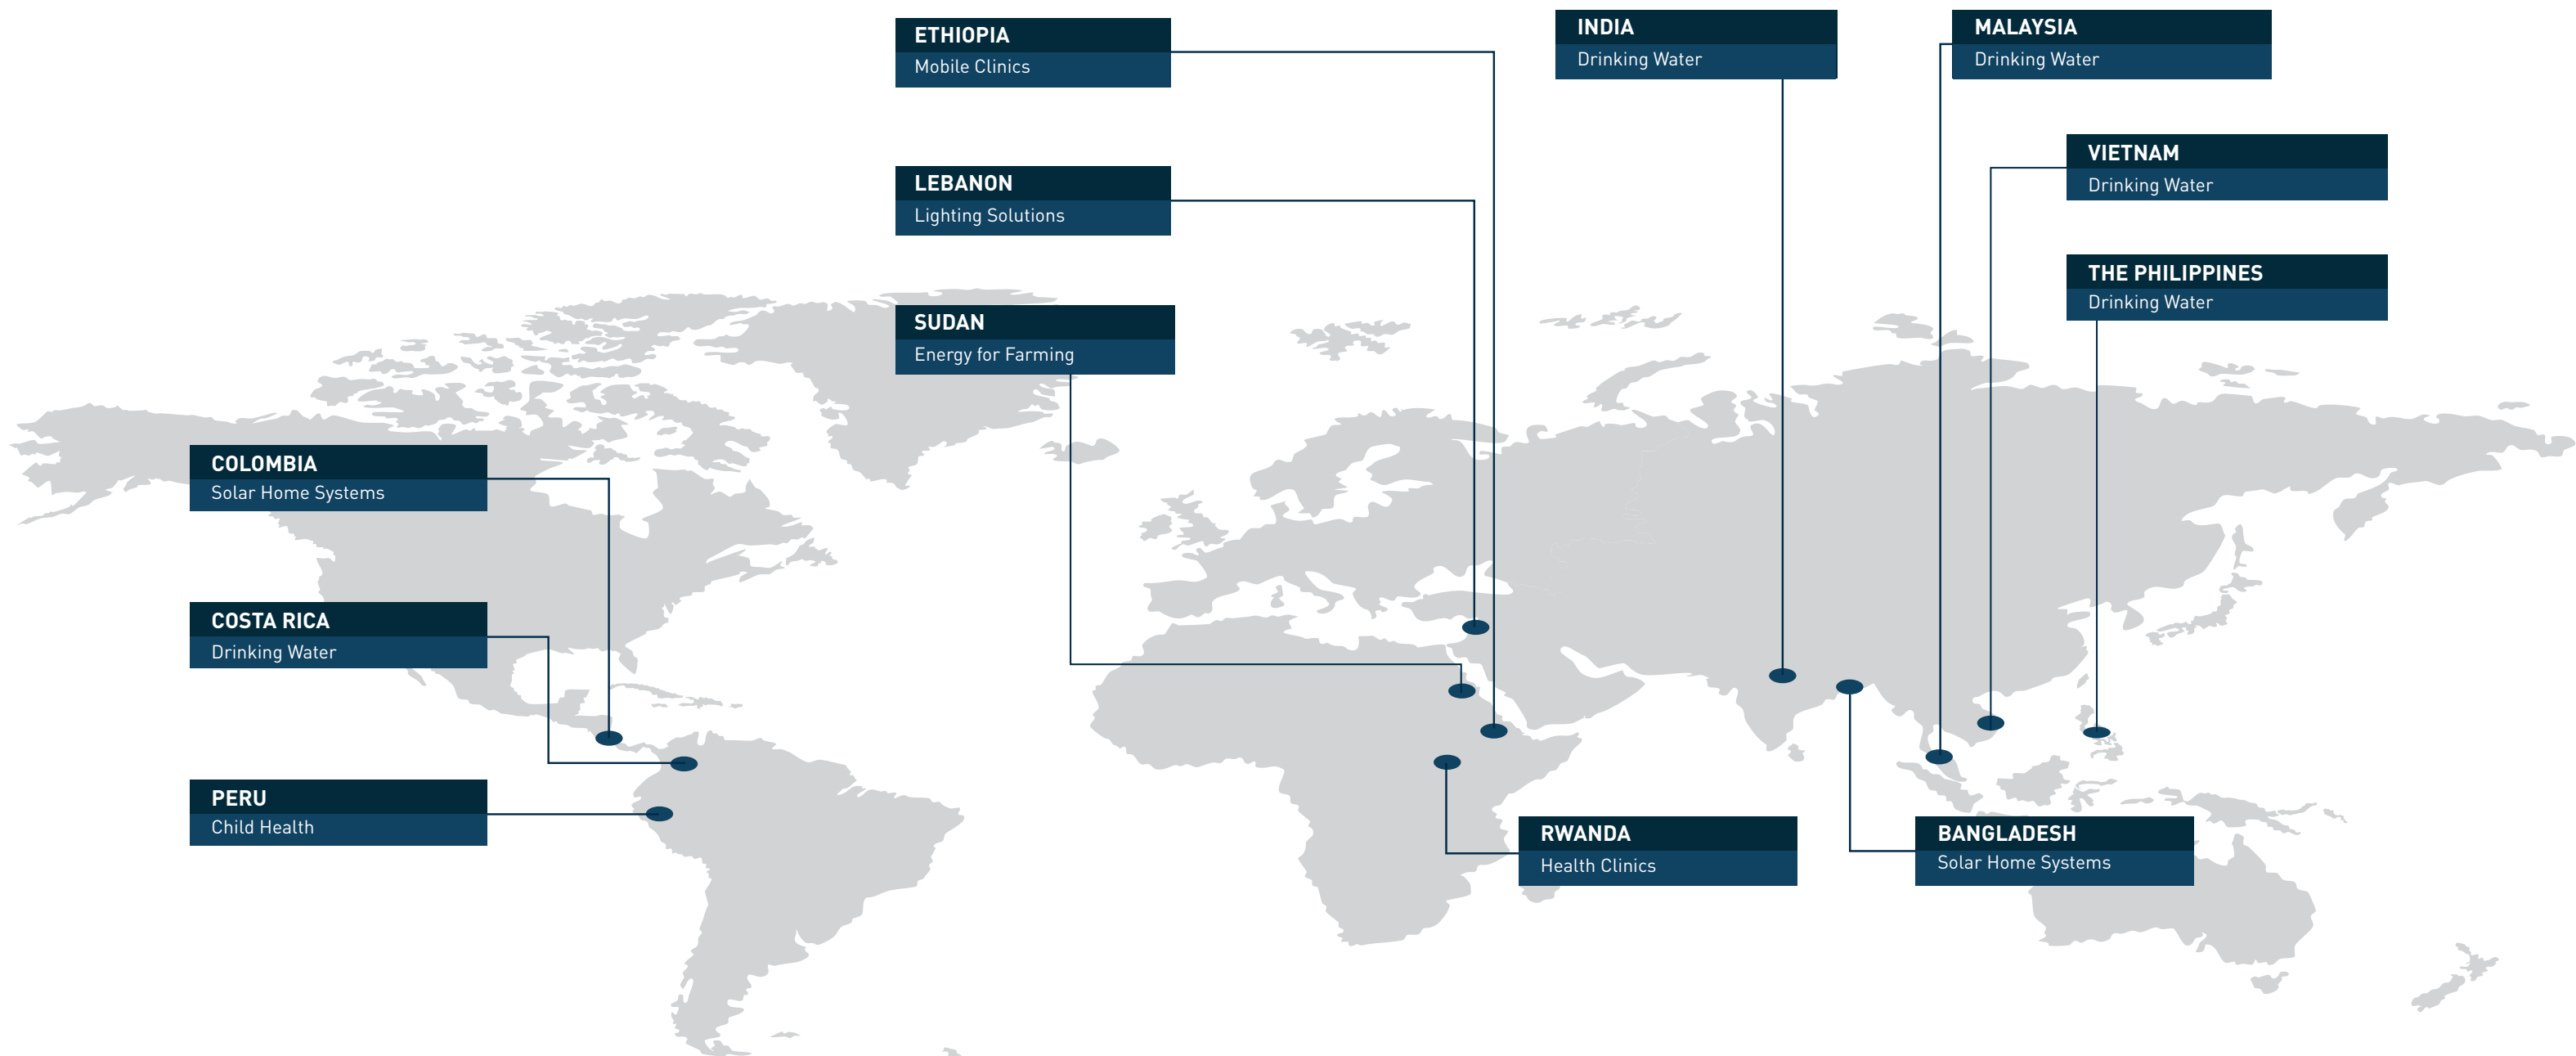 ETHIOPIA
Mobile Clinics
INDIA
Drinking Water
MALAYSIA
Drinking Water
VIETNAM
Drinking Water
LEBANON
Lighting Solutions
THE PHILIPPINES
Drinking Water
SUDAN
Energy for Farming
COLOMBIA
Solar Home Systems
COSTA RICA
Drinking Water
PERU
Child Health
RWANDA
Health Clinics
BANGLADESH
Solar Home Systems